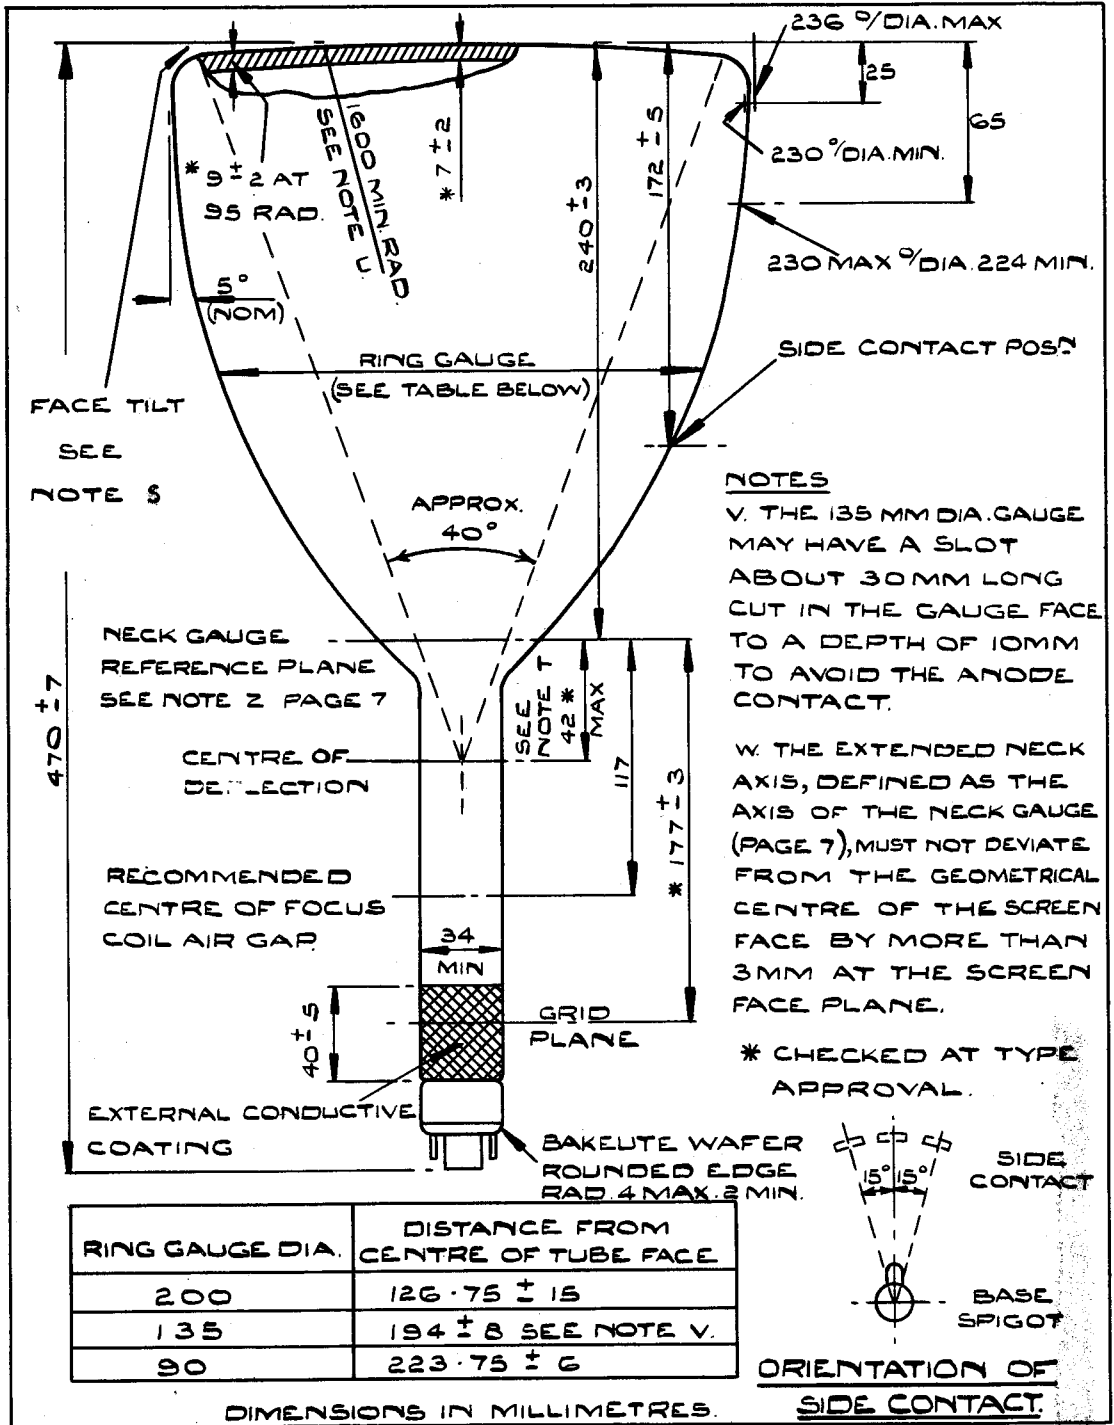 236 O/DIA. MAX
25
65
230 O/DIA. MIN.
230 MAX O/DIA. 224 MIN.
* 9 ± 2 AT
95 RAD.
1600 MIN. RAD.
SEE NOTE U.
* 7 ± 2
240 ± 3
172 ± 5
5°
(NOM)
RING GAUGE
(SEE TABLE BELOW)
SIDE CONTACT POSN
FACE TILT
SEE
NOTE S
APPROX.
40°
NECK GAUGE
REFERENCE PLANE
SEE NOTE Z PAGE 7
470 ± 7
SEE
NOTE T
42 *
MAX
117
* 177 ± 3
CENTRE OF
DEFLECTION
RECOMMENDED
CENTRE OF FOCUS
COIL AIR GAP.
34
MIN
40 ± 5
GRID
PLANE
EXTERNAL CONDUCTIVE
COATING
BAKELITE WAFER
ROUNDED EDGE
RAD. 4 MAX. 2 MIN.
NOTES
V. THE 135 MM DIA. GAUGE
MAY HAVE A SLOT
ABOUT 30 MM LONG
CUT IN THE GAUGE FACE
TO A DEPTH OF 10MM
TO AVOID THE ANODE
CONTACT.
W. THE EXTENDED NECK
AXIS, DEFINED AS THE
AXIS OF THE NECK GAUGE
(PAGE 7), MUST NOT DEVIATE
FROM THE GEOMETRICAL
CENTRE OF THE SCREEN
FACE BY MORE THAN
3MM AT THE SCREEN
FACE PLANE.
* CHECKED AT TYPE
APPROVAL.
15° 15°
SIDE
CONTACT
BASE
SPIGOT
ORIENTATION OF
SIDE CONTACT.
RING GAUGE DIA. DISTANCE FROM
CENTRE OF TUBE FACE
200 126·75 ± 15
135 194 ± 8 SEE NOTE V.
90 223·75 ± 6
DIMENSIONS IN MILLIMETRES.